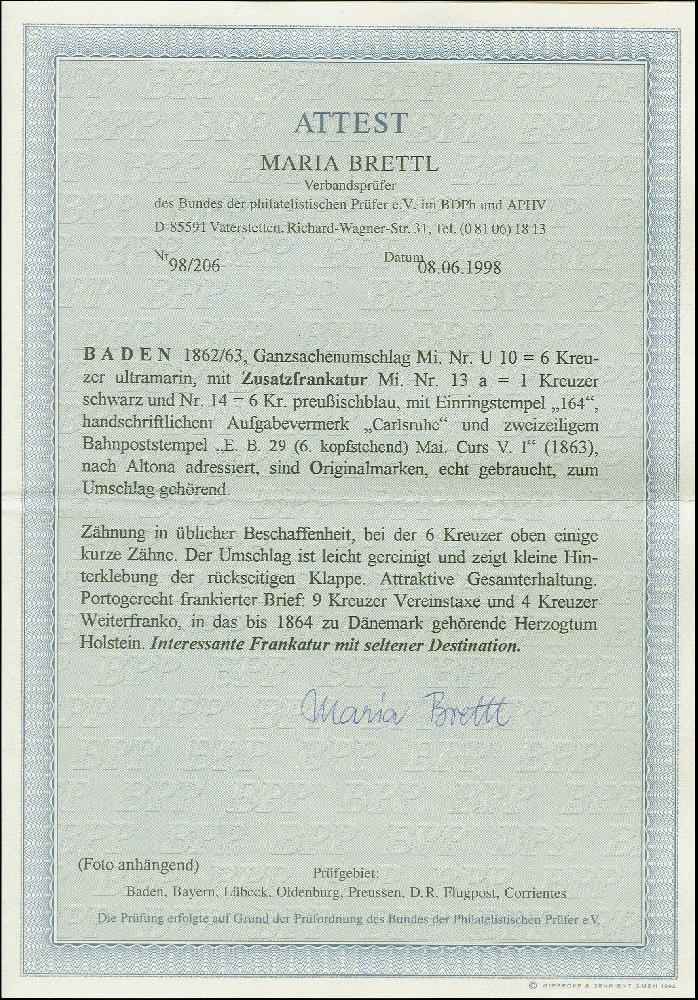 ATTEST
MARIA BRETTL
Verbandsprüfer
des Bundes der philatelistischen Prüfer e.V. im BDPh und APHV
D-85591 Vaterstetten, Richard-Wagner-Str. 31, Tel. (0 81 06) 18 13
Nr. 98/206 Datum 08.06.1998
BADEN 1862/63, Ganzsachenumschlag Mi. Nr. U 10 = 6 Kreu-
zer ultramarin, mit Zusatzfrankatur Mi. Nr. 13 a = 1 Kreuzer
schwarz und Nr. 14 = 6 Kr. preußischblau, mit Einringstempel „164“,
handschriftlichem Aufgabevermerk „Carlsruhe“ und zweizeiligem
Bahnpoststempel „E. B. 29 (6. kopfstehend) Mai. Curs V. 1“ (1863),
nach Altona adressiert, sind Originalmarken, echt gebraucht, zum
Umschlag gehörend.
Zähnung in üblicher Beschaffenheit, bei der 6 Kreuzer oben einige
kurze Zähne. Der Umschlag ist leicht gereinigt und zeigt kleine Hin-
terklebung der rückseitigen Klappe. Attraktive Gesamterhaltung.
Portogerecht frankierter Brief: 9 Kreuzer Vereinstaxe und 4 Kreuzer
Weiterfranko, in das bis 1864 zu Dänemark gehörende Herzogtum
Holstein. Interessante Frankatur mit seltener Destination.
Maria Brettl
(Foto anhängend)
Prüfgebiet:
Baden, Bayern, Lübeck, Oldenburg, Preussen, D.R. Flugpost, Corrientes
Die Prüfung erfolgte auf Grund der Prüfordnung des Bundes der Philatelistischen Prüfer e.V.
© GIESECKE & DEVRIENT GMBH 1992